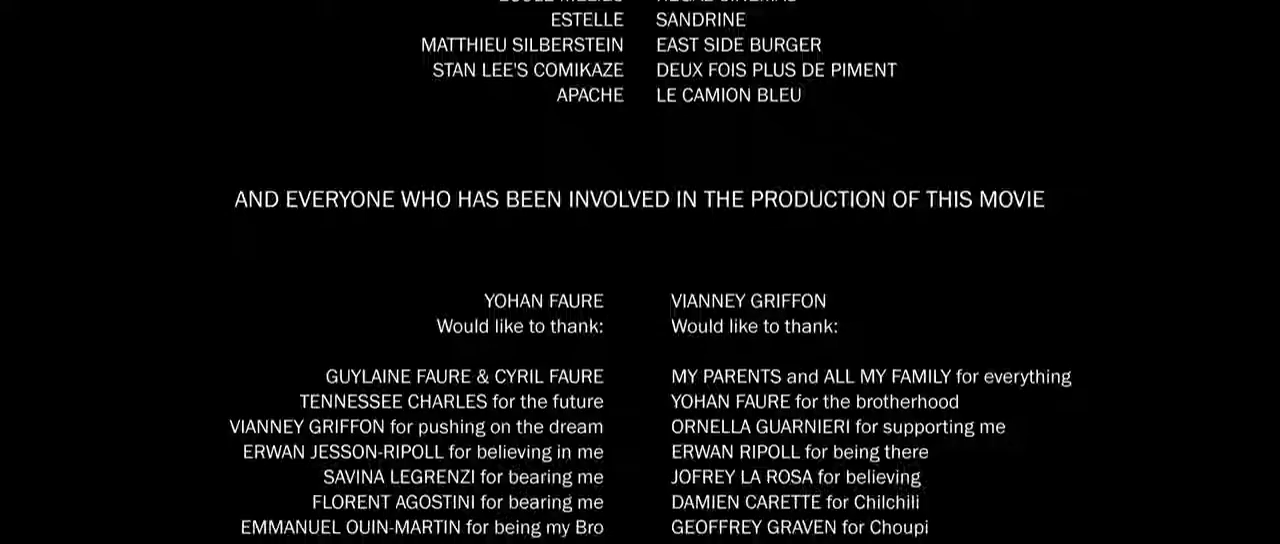 ESTELLE SANDRINE
MATTHIEU SILBERSTEIN EAST SIDE BURGER
STAN LEE'S COMIKAZE DEUX FOIS PLUS DE PIMENT
APACHE LE CAMION BLEU
AND EVERYONE WHO HAS BEEN INVOLVED IN THE PRODUCTION OF THIS MOVIE
YOHAN FAURE
Would like to thank:
GUYLAINE FAURE & CYRIL FAURE
TENNESSEE CHARLES for the future
VIANNEY GRIFFON for pushing on the dream
ERWAN JESSON-RIPOLL for believing in me
SAVINA LEGRENZI for bearing me
FLORENT AGOSTINI for bearing me
EMMANUEL OUIN-MARTIN for being my Bro
VIANNEY GRIFFON
Would like to thank:
MY PARENTS and ALL MY FAMILY for everything
YOHAN FAURE for the brotherhood
ORNELLA GUARNIERI for supporting me
ERWAN RIPOLL for being there
JOFREY LA ROSA for believing
DAMIEN CARETTE for Chilchili
GEOFFREY GRAVEN for Choupi